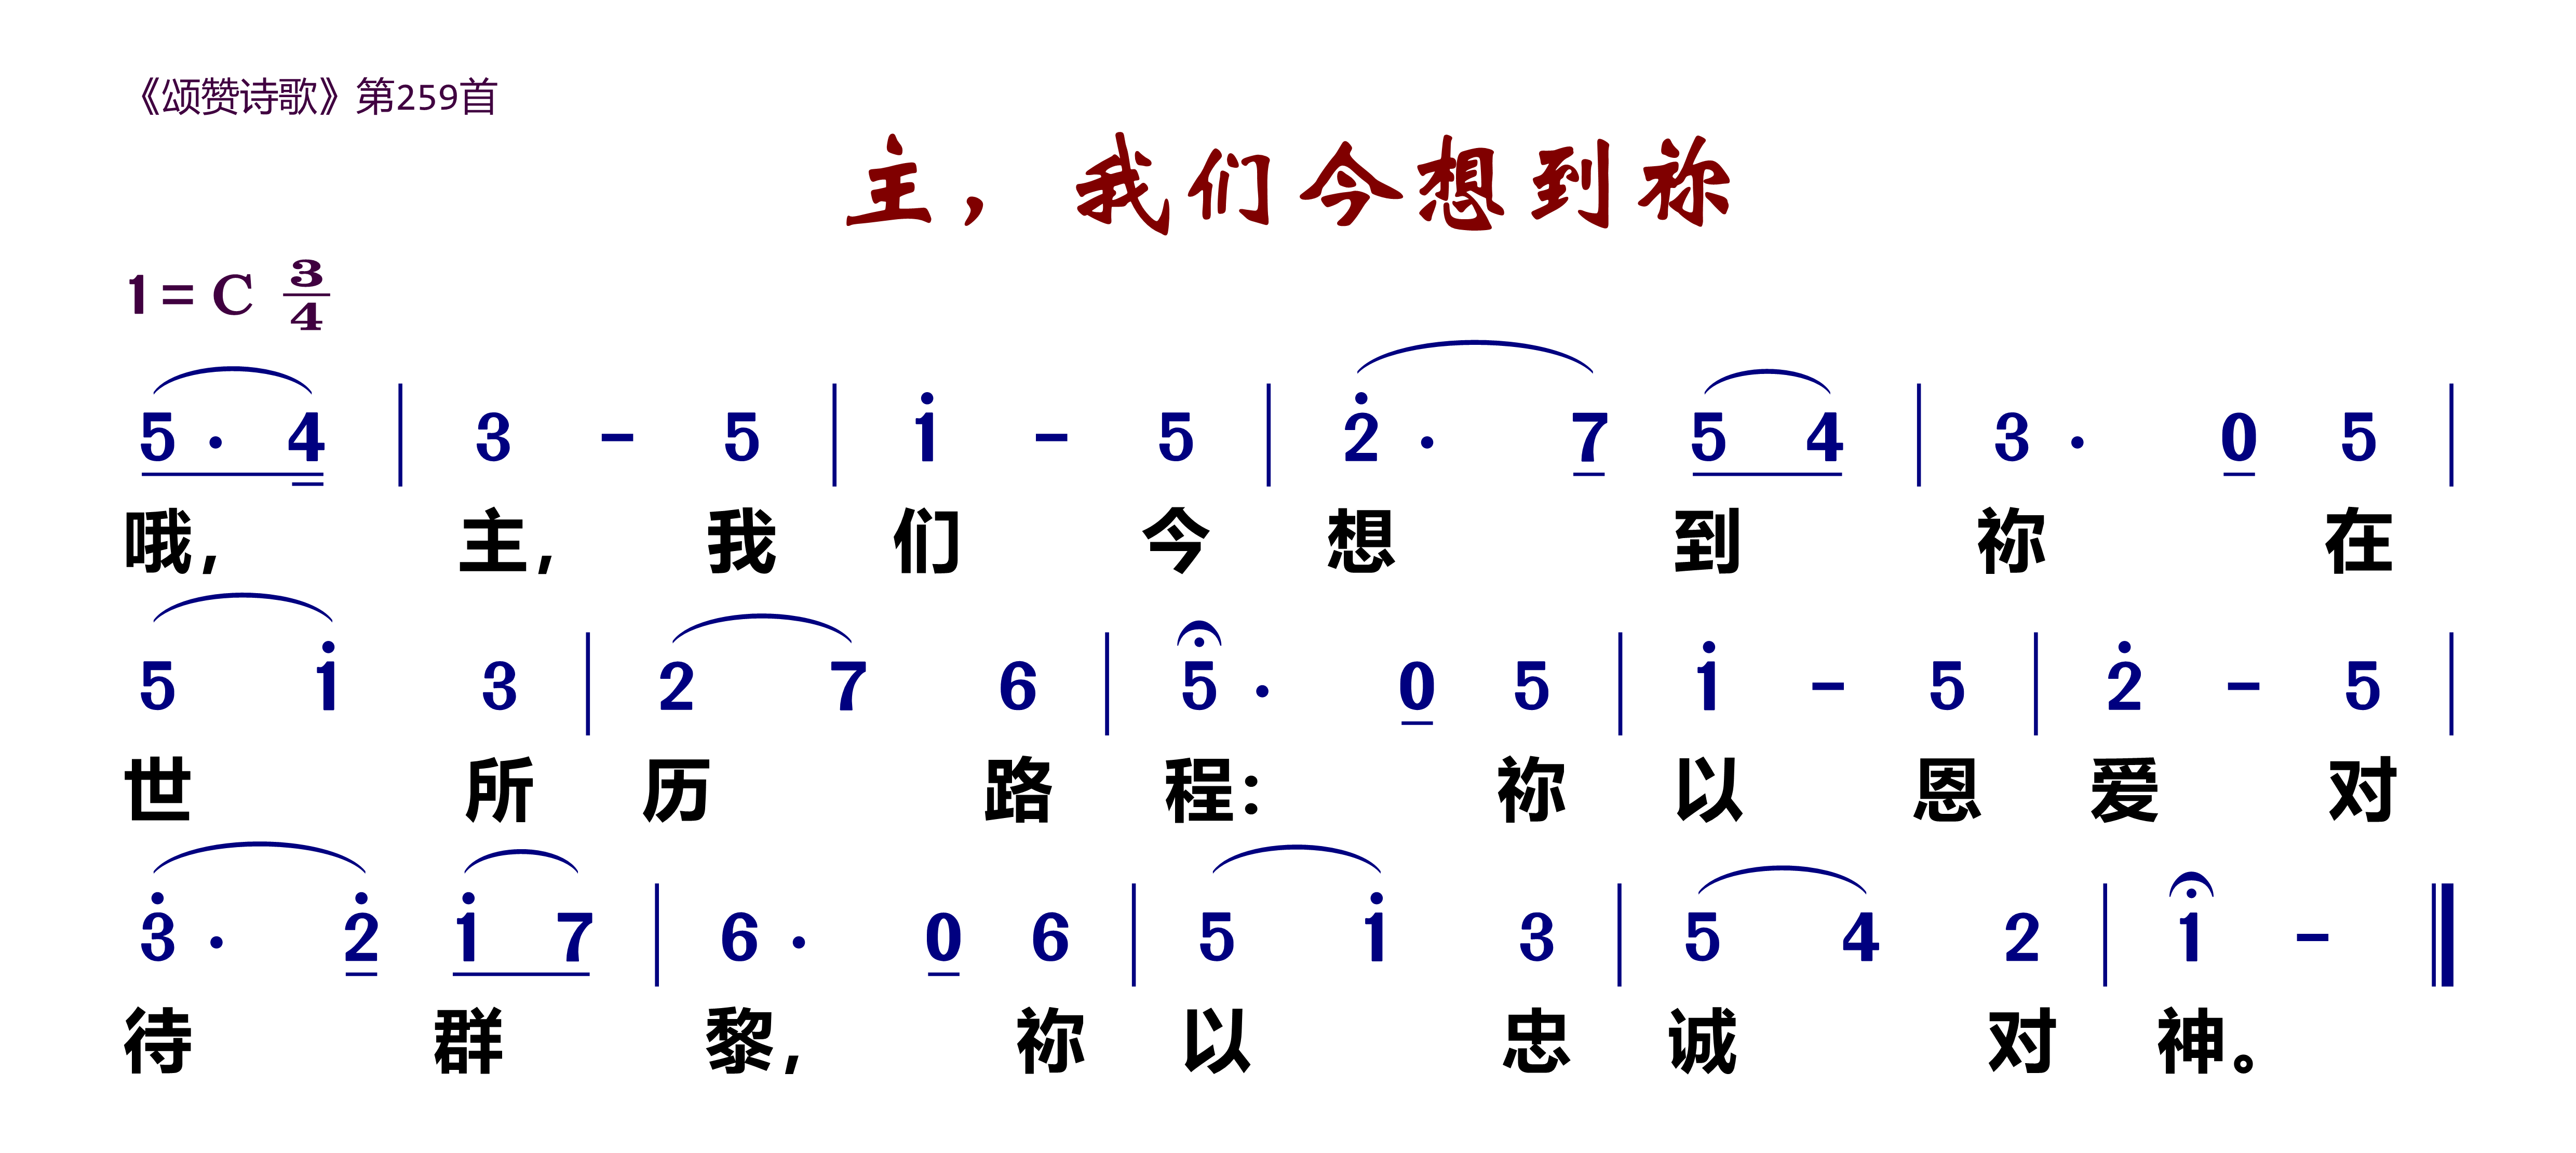 《颂赞诗歌》第259首
主，我们今想到祢
1= C 3/4
5 · 4 | 3 - 5 | i - 5 | 2̇ · 7 5 4 | 3 · 0 5 |
哦， 主， 我 们 今 想 到 祢 在
5 i 3 | 2 7 6 | 5 · 0 5 | i - 5 | 2̇ - 5 |
世 所 历 路 程： 祢 以 恩 爱 对
3̇ · 2̇ i 7 | 6 · 0 6 | 5 i 3 | 5 4 2 | i - ‖
待 群 黎， 祢 以 忠 诚 对 神。